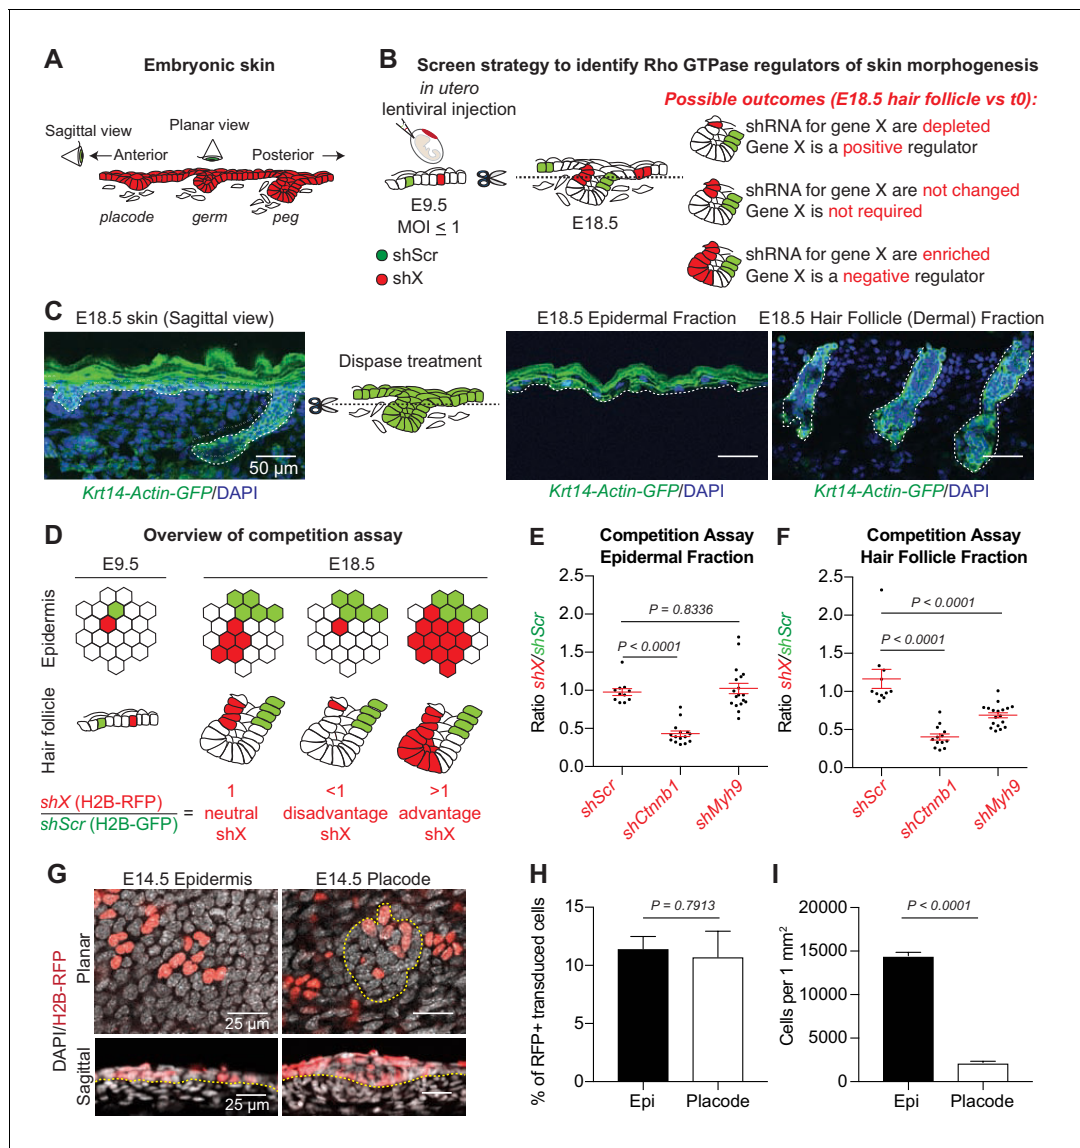 A
Embryonic skin
Sagittal view
Planar view
Anterior
Posterior
placode
germ
peg
B
Screen strategy to identify Rho GTPase regulators of skin morphogenesis
in utero
lentiviral injection
E9.5
MOI ≤ 1
shScr
shX
E18.5
Possible outcomes (E18.5 hair follicle vs t0):
shRNA for gene X are depleted
Gene X is a positive regulator
shRNA for gene X are not changed
Gene X is not required
shRNA for gene X are enriched
Gene X is a negative regulator
C
E18.5 skin (Sagittal view)
50 µm
Krt14-Actin-GFP/DAPI
Dispase treatment
E18.5 Epidermal Fraction
Krt14-Actin-GFP/DAPI
E18.5 Hair Follicle (Dermal) Fraction
Krt14-Actin-GFP/DAPI
D
Overview of competition assay
E9.5
E18.5
Epidermis
Hair follicle
shX (H2B-RFP)
shScr (H2B-GFP)
=
1
neutral
shX
<1
disadvantage
shX
>1
advantage
shX
E
Competition Assay
Epidermal Fraction
Ratio shX/shScr
2.5
2.0
1.5
1.0
0.5
0.0
P = 0.8336
P < 0.0001
shScr
shCtnnb1
shMyh9
F
Competition Assay
Hair Follicle Fraction
Ratio shX/shScr
2.5
2.0
1.5
1.0
0.5
0.0
P < 0.0001
P < 0.0001
shScr
shCtnnb1
shMyh9
G
E14.5 Epidermis
E14.5 Placode
DAPI/H2B-RFP
Planar
Sagittal
25 µm
25 µm
H
% of RFP+ transduced cells
15
10
5
0
P = 0.7913
Epi
Placode
I
Cells per 1 mm²
20000
15000
10000
5000
0
P < 0.0001
Epi
Placode